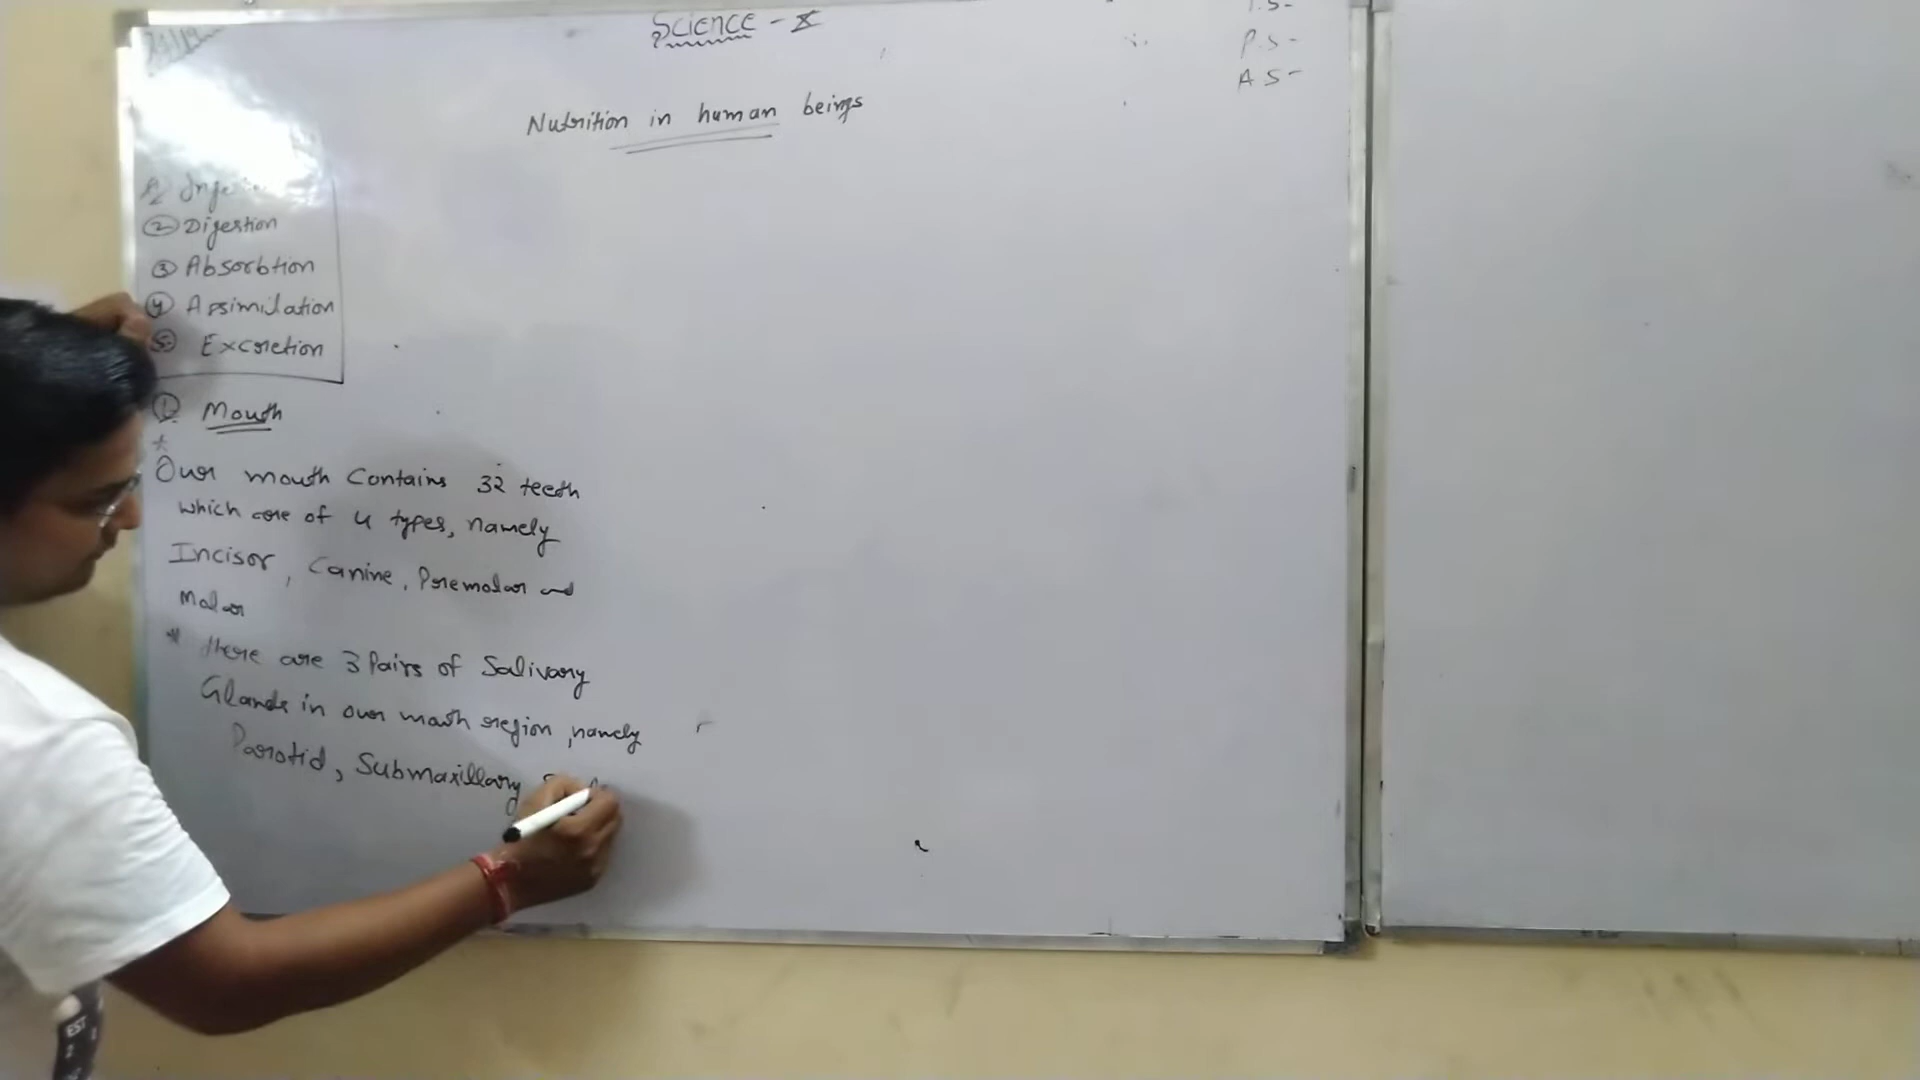 Science - X
P.S-
A S-
Nutrition in human beings
② Digestion
③ Absorbtion
④ Assimilation
⑤ Excretion
① Mouth
* Our mouth Contains 32 teeth
which are of 4 types, namely
Incisor, Canine, Premolar and
Molar
* there are 3 Pairs of Salivary
Glands in our mouth region, namely
Parotid, Submaxillary
EST